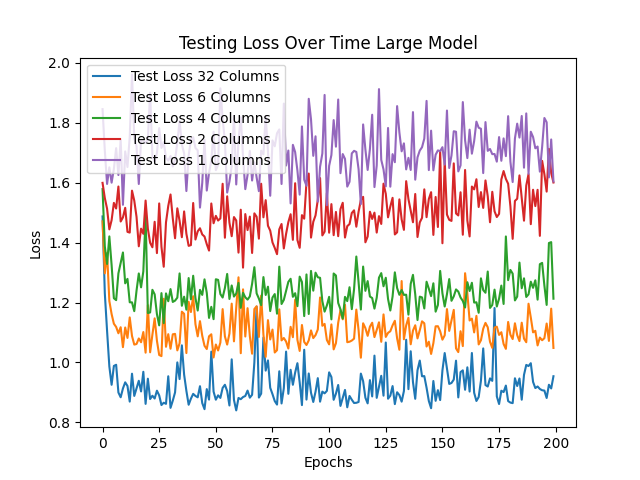 Testing Loss Over Time Large Model
2.0
1.8
1.6
1.4
1.2
1.0
0.8
Loss
Test Loss 32 Columns
Test Loss 6 Columns
Test Loss 4 Columns
Test Loss 2 Columns
Test Loss 1 Columns
0
25
50
75
100
125
150
175
200
Epochs